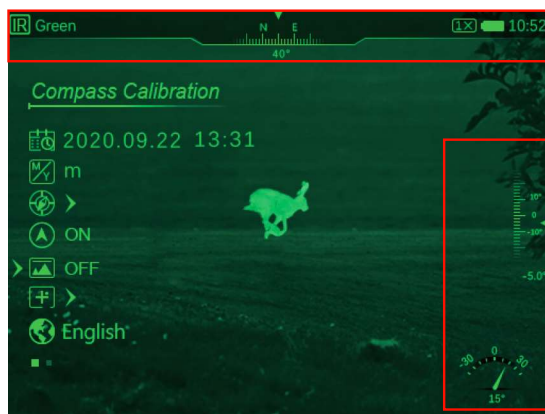 IR Green
N E
1X 10:52
40°
Compass Calibration
2020.09.22 13:31
M/Y m
ON
OFF
English
10°
0
-10°
-5.0°
-30 0 30
15°